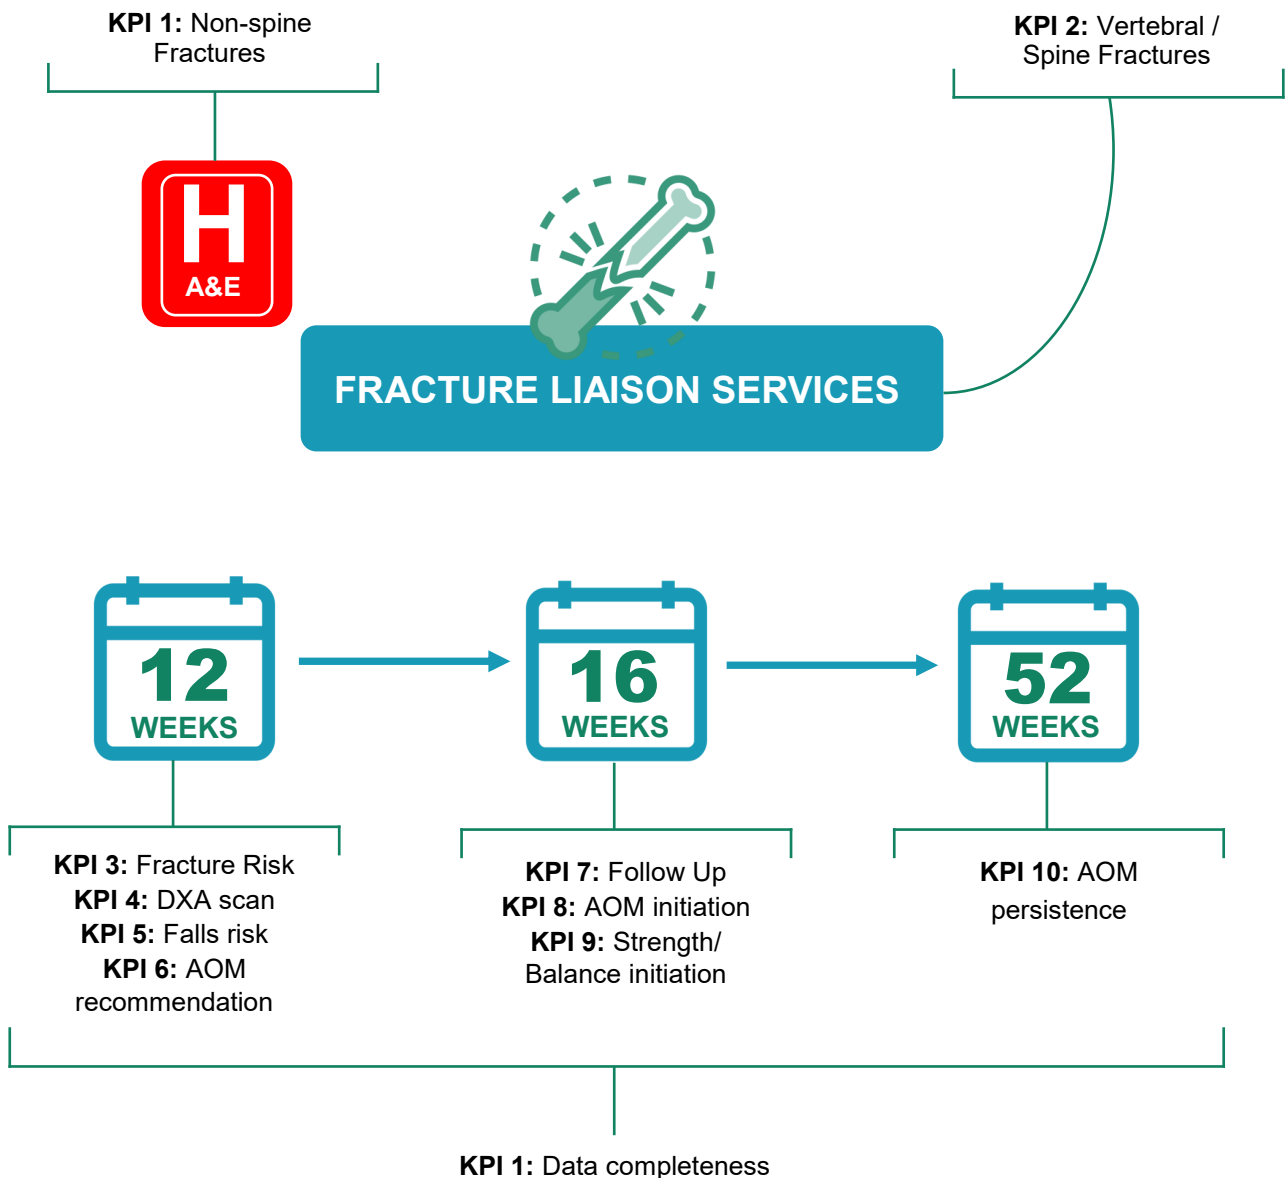 KPI 1: Non-spine
Fractures
KPI 2: Vertebral /
Spine Fractures
H
A&E
FRACTURE LIAISON SERVICES
12
WEEKS
16
WEEKS
52
WEEKS
KPI 3: Fracture Risk
KPI 4: DXA scan
KPI 5: Falls risk
KPI 6: AOM
recommendation
KPI 7: Follow Up
KPI 8: AOM initiation
KPI 9: Strength/
Balance initiation
KPI 10: AOM
persistence
KPI 1: Data completeness